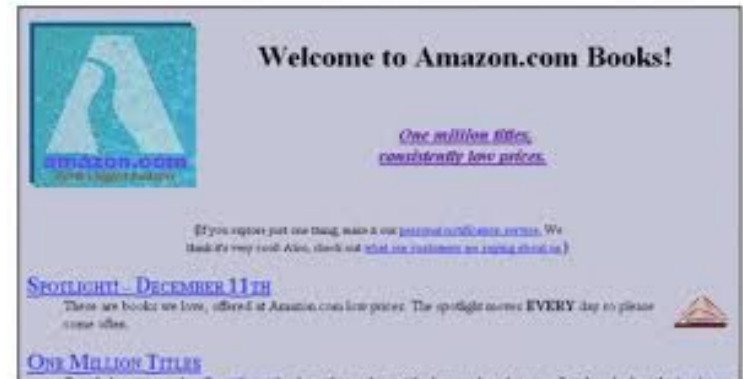 Welcome to Amazon.com Books!
One million titles,
consistently low prices.
amazon.com
(If you explore just one thing, make it our personal notification service. We
think it's very cool! Also, check out what our customers are saying about us.)
SPOTLIGHT! - DECEMBER 11TH
These are books we love, offered at Amazon.com low prices. The spotlight moves EVERY day so please
come often.
ONE MILLION TITLES